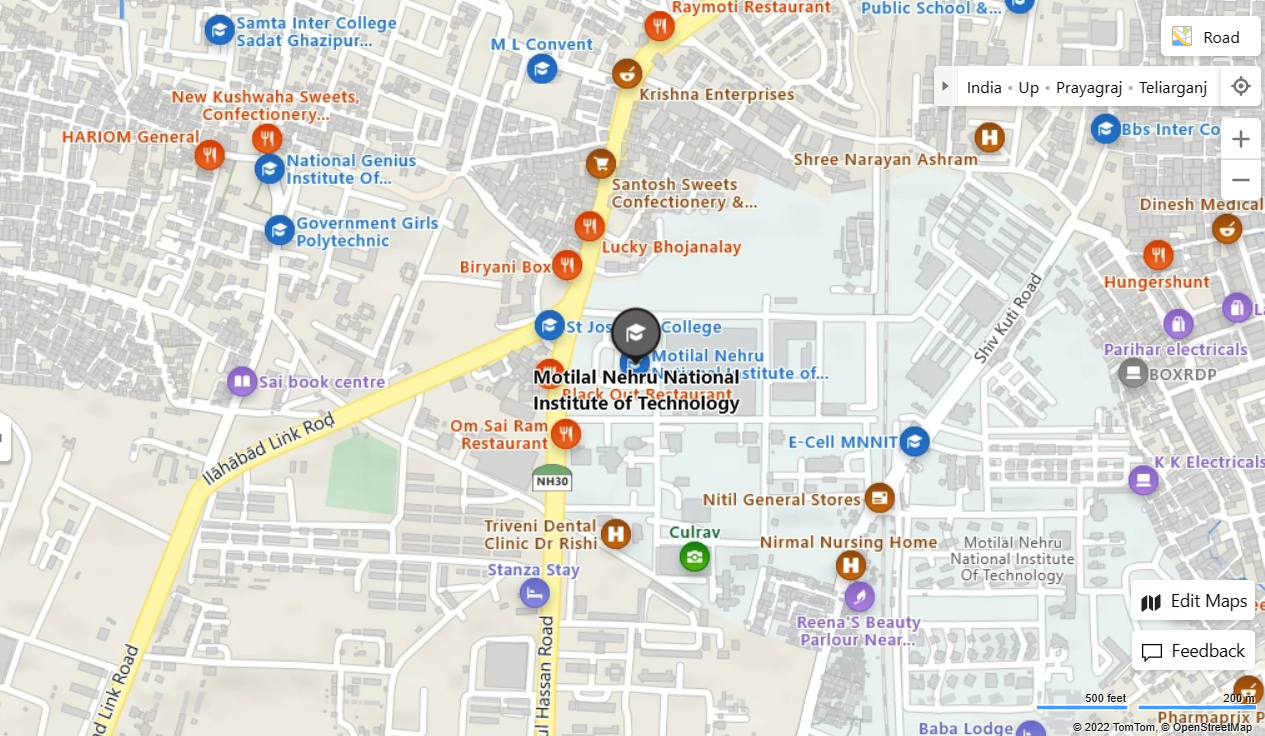 Raymoti Restaurant
Public School &...
Samta Inter College
Sadat Ghazipur...
M L Convent
Road
Krishna Enterprises
India • Up • Prayagraj • Teliarganj
New Kushwaha Sweets,
Confectionery...
HARIOM General
National Genius
Institute Of...
Bbs Inter Co
Shree Narayan Ashram
Santosh Sweets
Confectionery &...
Dinesh Medical
Government Girls
Polytechnic
Lucky Bhojanalay
Biryani Box
Hungershunt
Shiv Kuti Road
St Jos
College
Parihar electricals
Motilal Nehru
National Institute of...
BOXRDP
Sai book centre
Motilal Nehru National
Institute of Technology
Black Out Restaurant
Ilāhābād Link Rod
Om Sai Ram
Restaurant
E-Cell MNNIT
K K Electricals
NH30
Nitil General Stores
Triveni Dental
Clinic Dr Rishi
Culrav
Nirmal Nursing Home
Motilal Nehru
National Institute
Of Technology
Stanza Stay
Edit Maps
Reena'S Beauty
Parlour Near...
Feedback
ad Link Road
ul Hassan Road
500 feet
200 m
Pharmaprix P
Baba Lodge
© 2022 TomTom, © OpenStreetMap